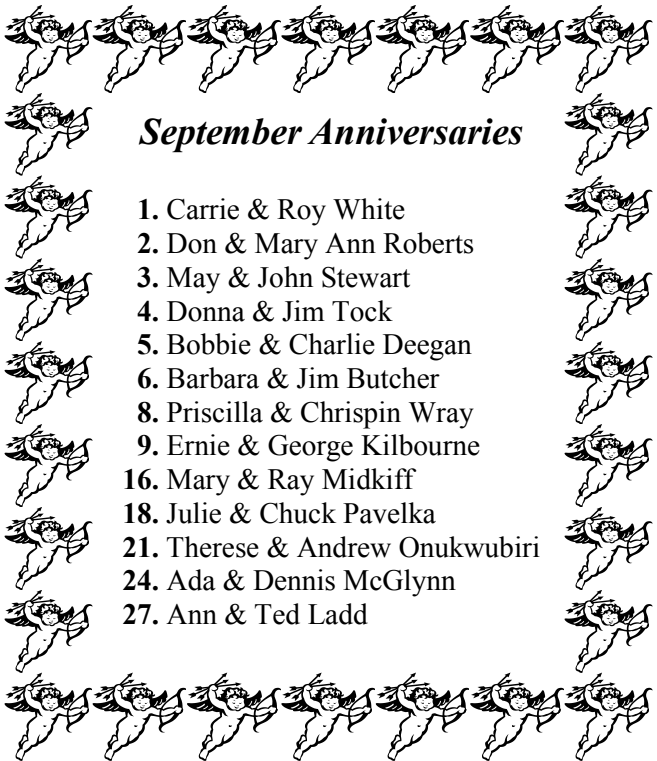 September Anniversaries
1. Carrie & Roy White
2. Don & Mary Ann Roberts
3. May & John Stewart
4. Donna & Jim Tock
5. Bobbie & Charlie Deegan
6. Barbara & Jim Butcher
8. Priscilla & Chrispin Wray
9. Ernie & George Kilbourne
16. Mary & Ray Midkiff
18. Julie & Chuck Pavelka
21. Therese & Andrew Onukwubiri
24. Ada & Dennis McGlynn
27. Ann & Ted Ladd